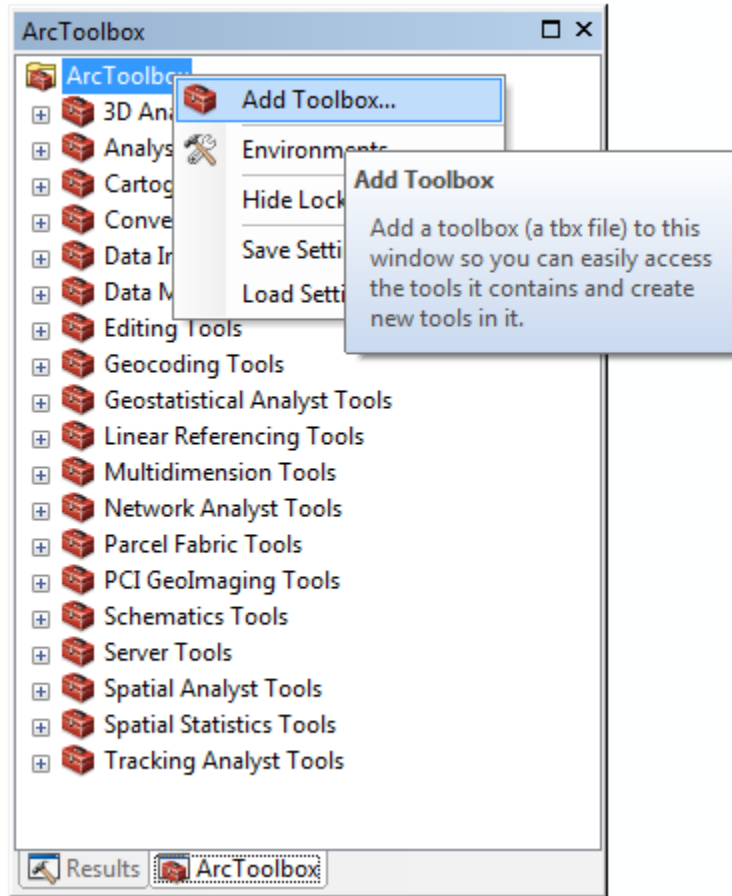 ArcToolbox
ArcToolbox
3D Ana
Add Toolbox...
Analys
Environments
Cartog
Add Toolbox
Hide Lock
Conve
Add a toolbox (a tbx file) to this
window so you can easily access
the tools it contains and create
new tools in it.
Data In
Save Setti
Data M
Load Setti
Editing Tools
Geocoding Tools
Geostatistical Analyst Tools
Linear Referencing Tools
Multidimension Tools
Network Analyst Tools
Parcel Fabric Tools
PCI GeoImaging Tools
Schematics Tools
Server Tools
Spatial Analyst Tools
Spatial Statistics Tools
Tracking Analyst Tools
Results
ArcToolbox